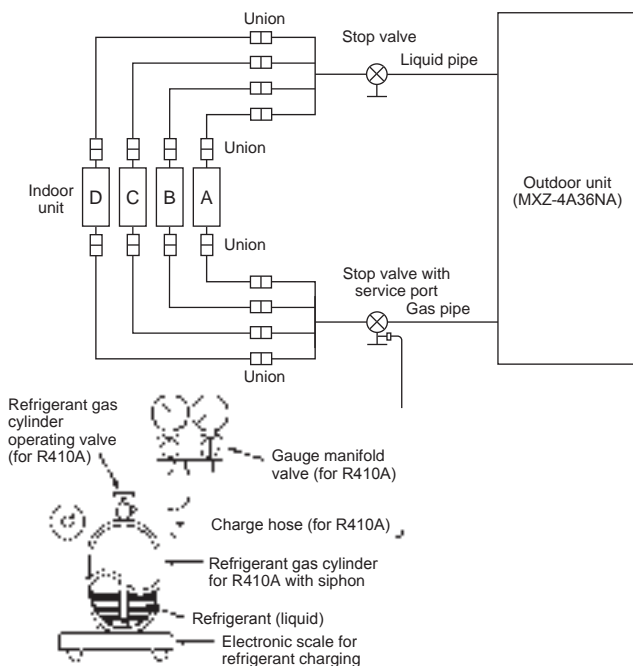 Union
Stop valve
Liquid pipe
Union
Indoor
unit
D
C
B
A
Outdoor unit
(MXZ-4A36NA)
Union
Stop valve with
service port
Gas pipe
Union
Refrigerant gas
cylinder
operating valve
(for R410A)
Gauge manifold
valve (for R410A)
Charge hose (for R410A)
Refrigerant gas cylinder
for R410A with siphon
Refrigerant (liquid)
Electronic scale for
refrigerant charging